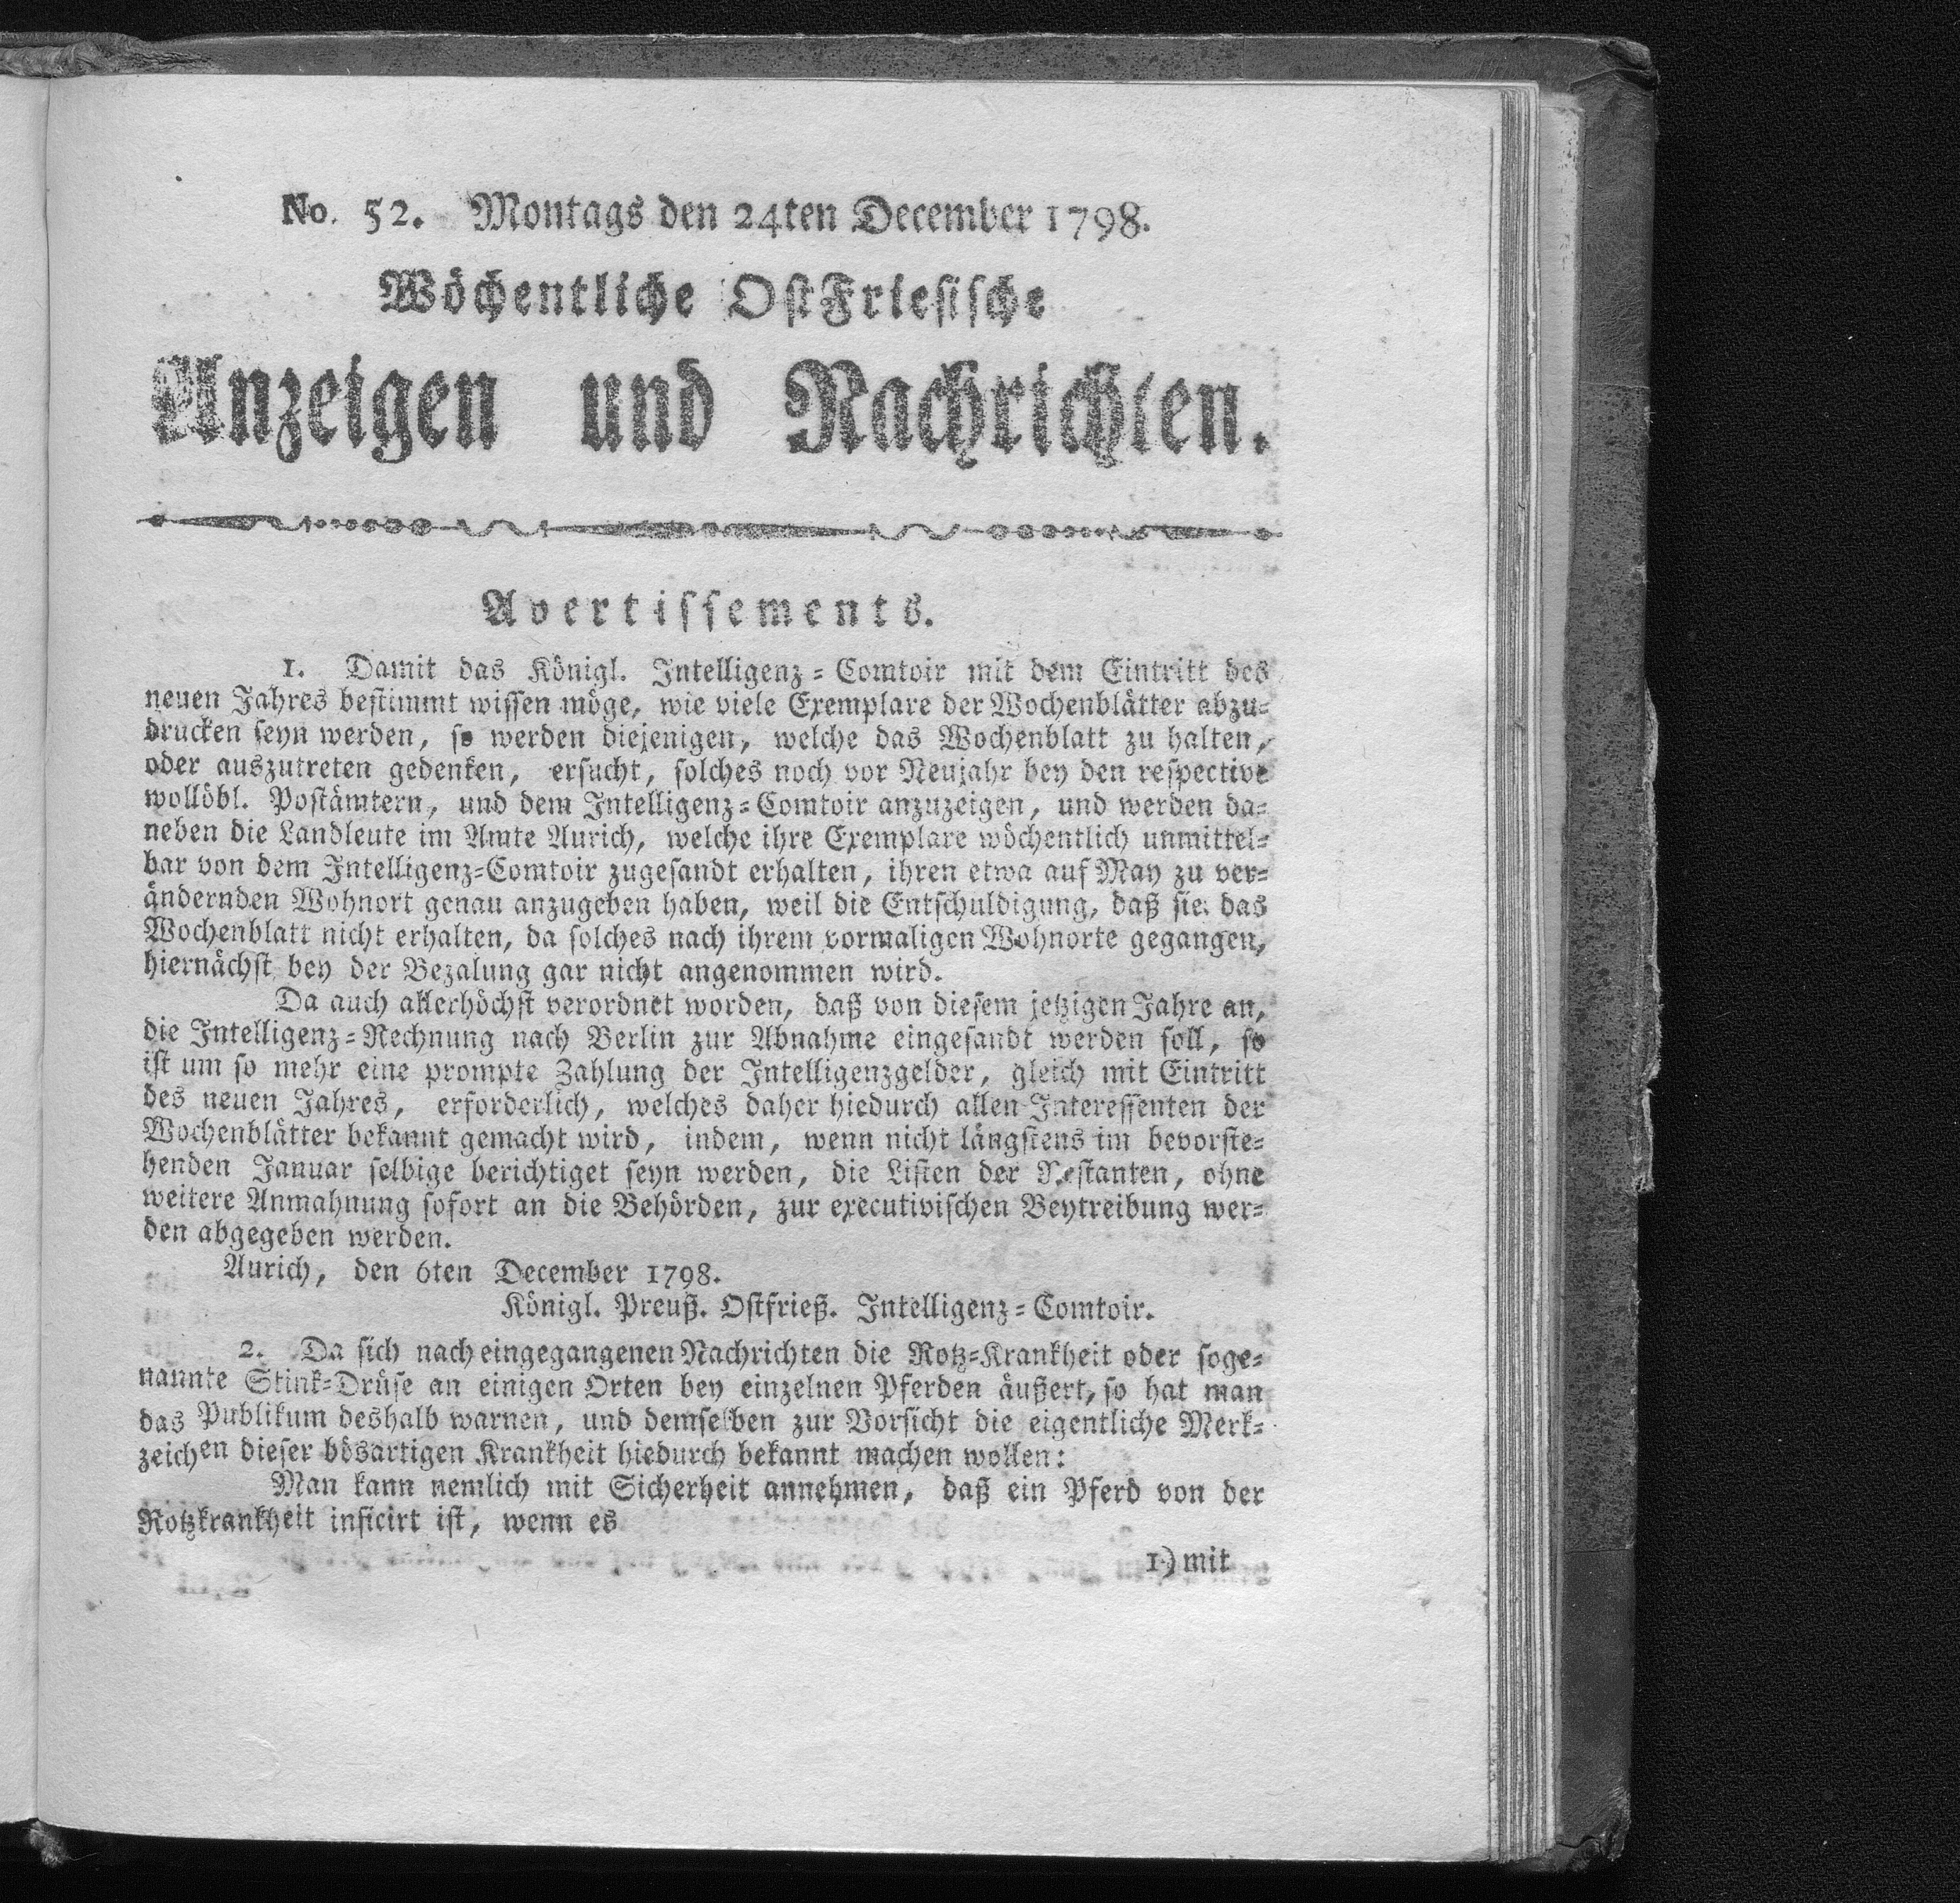 No. 52. Montags den 24ten December 1798.
Wöchentliche OstFriesische
Anzeigen und Nachrichten.
Avertissements.
1. Damit das Königl. Intelligenz-Comtoir mit dem Eintritt des
neuen Jahres bestimmt wissen möge, wie viele Exemplare der Wochenblätter abzu-
drucken seyn werden, so werden diejenigen, welche das Wochenblatt zu halten,
oder auszutreten gedenken, ersucht, solches noch vor Neujahr bey den respective
wollöbl. Postämtern, und dem Intelligenz-Comtoir anzuzeigen, und werden da-
neben die Landleute im Amte Aurich, welche ihre Exemplare wöchentlich unmittel-
bar von dem Intelligenz-Comtoir zugesandt erhalten, ihren etwa auf May zu ver-
ändernden Wohnort genau anzugeben haben, weil die Entschuldigung, daß sie das
Wochenblatt nicht erhalten, da solches nach ihrem vormaligen Wohnorte gegangen,
hiernächst bey der Bezalung gar nicht angenommen wird.
Da auch allerhöchst verordnet worden, daß von diesem jetzigen Jahre an,
die Intelligenz-Rechnung nach Berlin zur Abnahme eingesandt werden soll, so
ist um so mehr eine prompte Zahlung der Intelligenzgelder, gleich mit Eintritt
des neuen Jahres, erforderlich, welches daher hiedurch allen Interessenten der
Wochenblätter bekannt gemacht wird, indem, wenn nicht längstens im bevorste-
henden Januar selbige berichtiget seyn werden, die Listen der Restanten, ohne
weitere Anmahnung sofort an die Behörden, zur executivischen Beytreibung wer-
den abgegeben werden.
Aurich, den 6ten December 1798.
Königl. Preuß. Ostfrieß. Intelligenz-Comtoir.
2. Da sich nach eingegangenen Nachrichten die Rotz-Krankheit oder soge-
nannte Stink-Drüse an einigen Orten bey einzelnen Pferden äußert, so hat man
das Publikum deshalb warnen, und demselben zur Vorsicht die eigentliche Merk-
zeichen dieser bösartigen Krankheit hiedurch bekannt machen wollen:
Man kann nemlich mit Sicherheit annehmen, daß ein Pferd von der
Rotzkrankheit inficirt ist, wenn es
1) mit